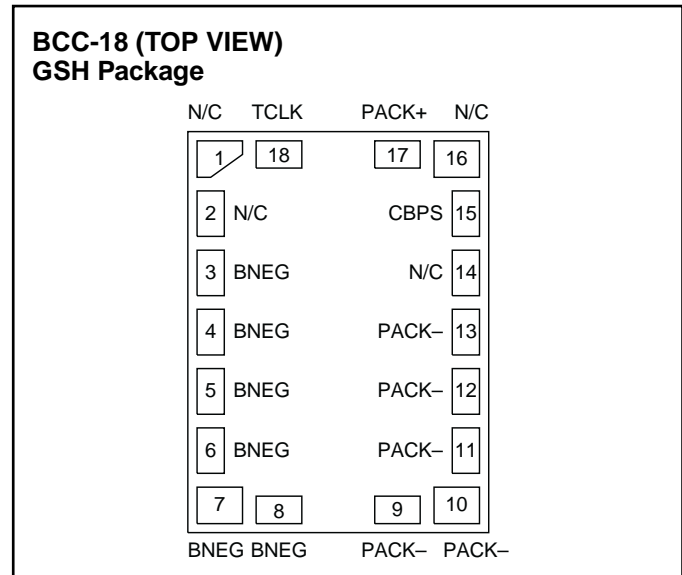 BCC-18 (TOP VIEW)
GSH Package
N/C TCLK PACK+ N/C
1 18 17 16
2 N/C CBPS 15
3 BNEG N/C 14
4 BNEG PACK– 13
5 BNEG PACK– 12
6 BNEG PACK– 11
7 8 9 10
BNEG BNEG PACK– PACK–